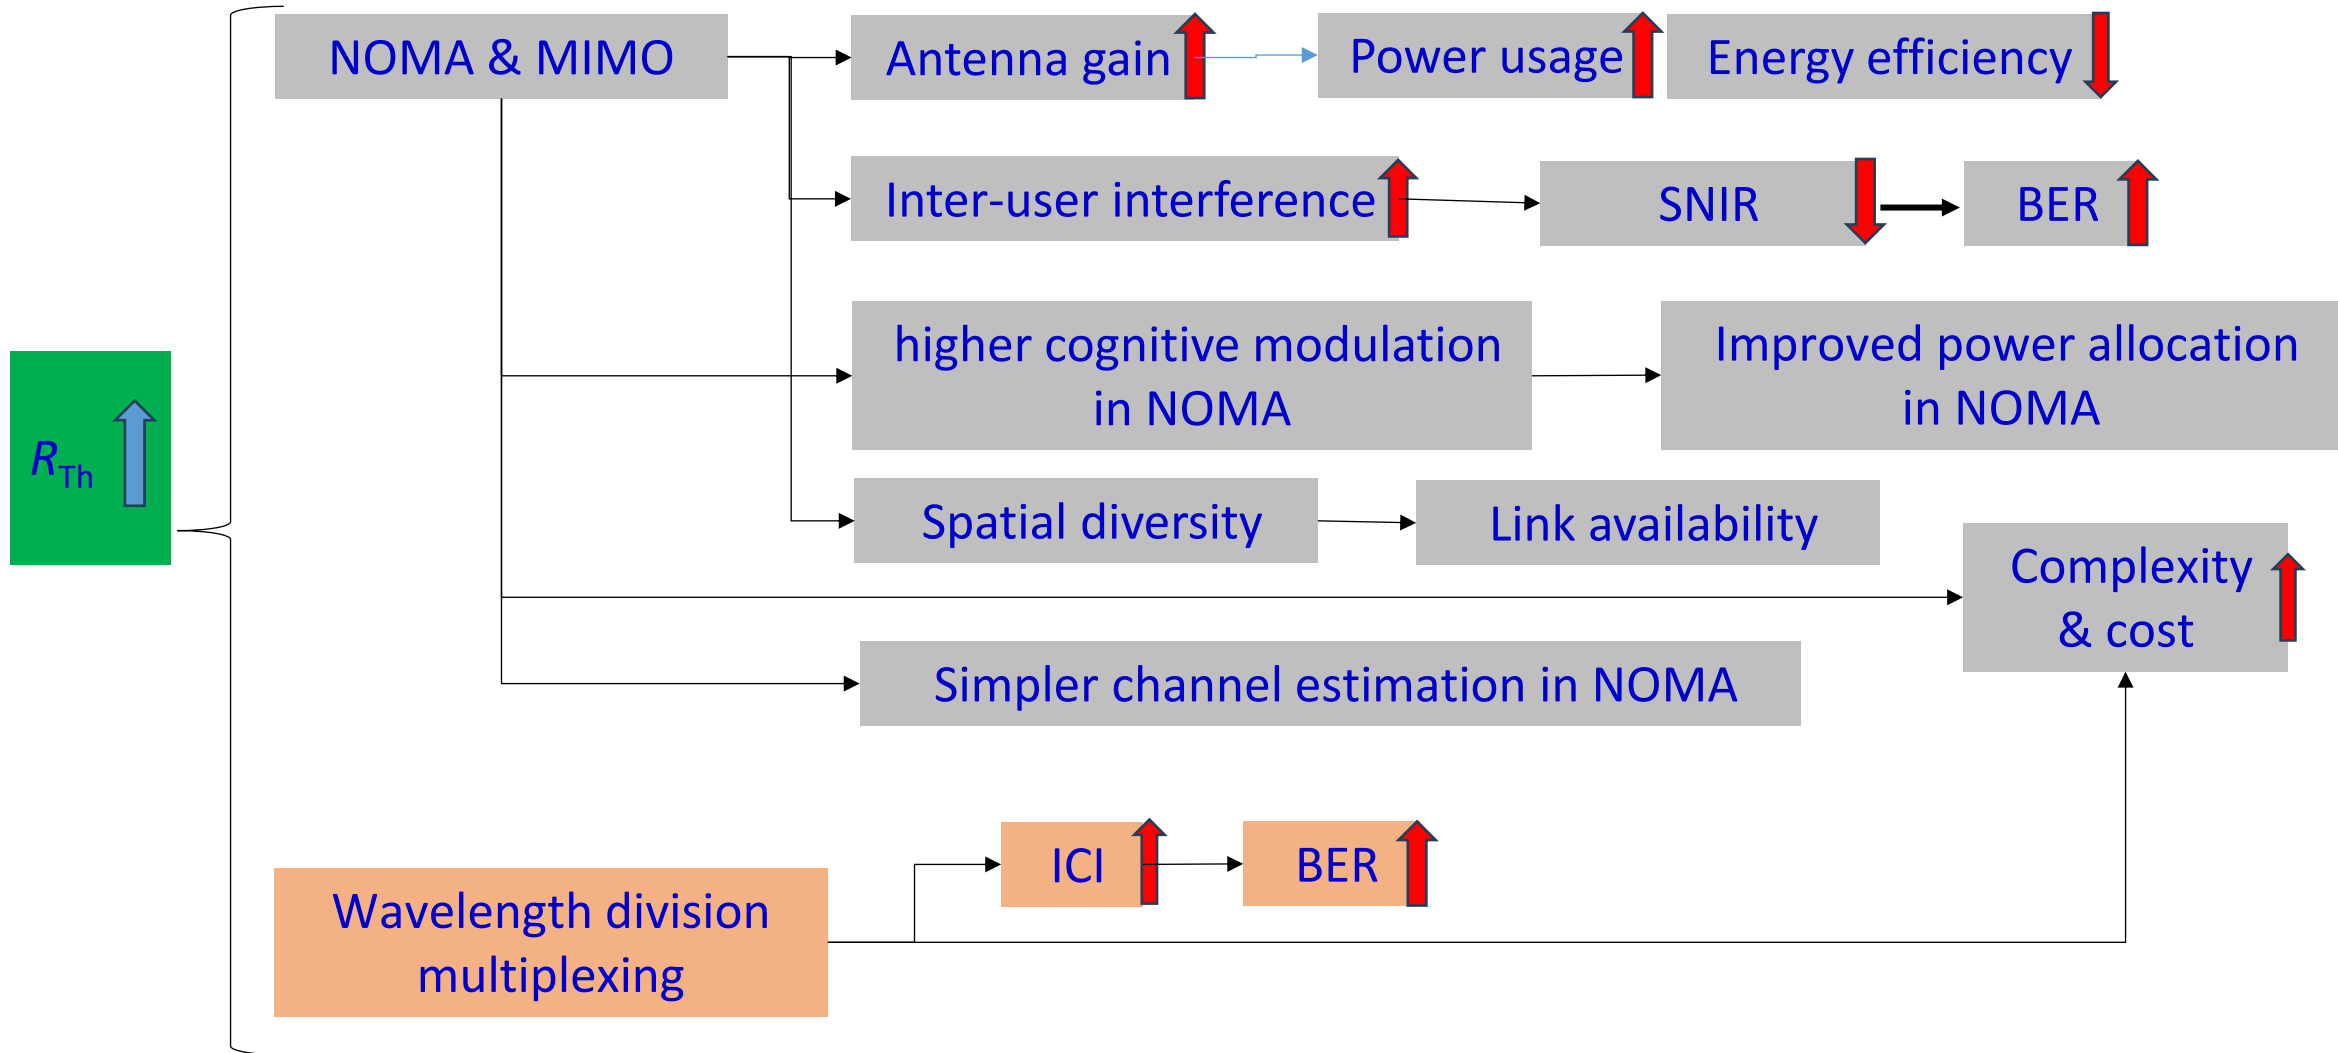 NOMA & MIMO
Antenna gain
Power usage
Energy efficiency
Inter-user interference
SNIR
BER
higher cognitive modulation
in NOMA
Improved power allocation
in NOMA
R_Th
Spatial diversity
Link availability
Complexity
& cost
Simpler channel estimation in NOMA
ICI
BER
Wavelength division
multiplexing